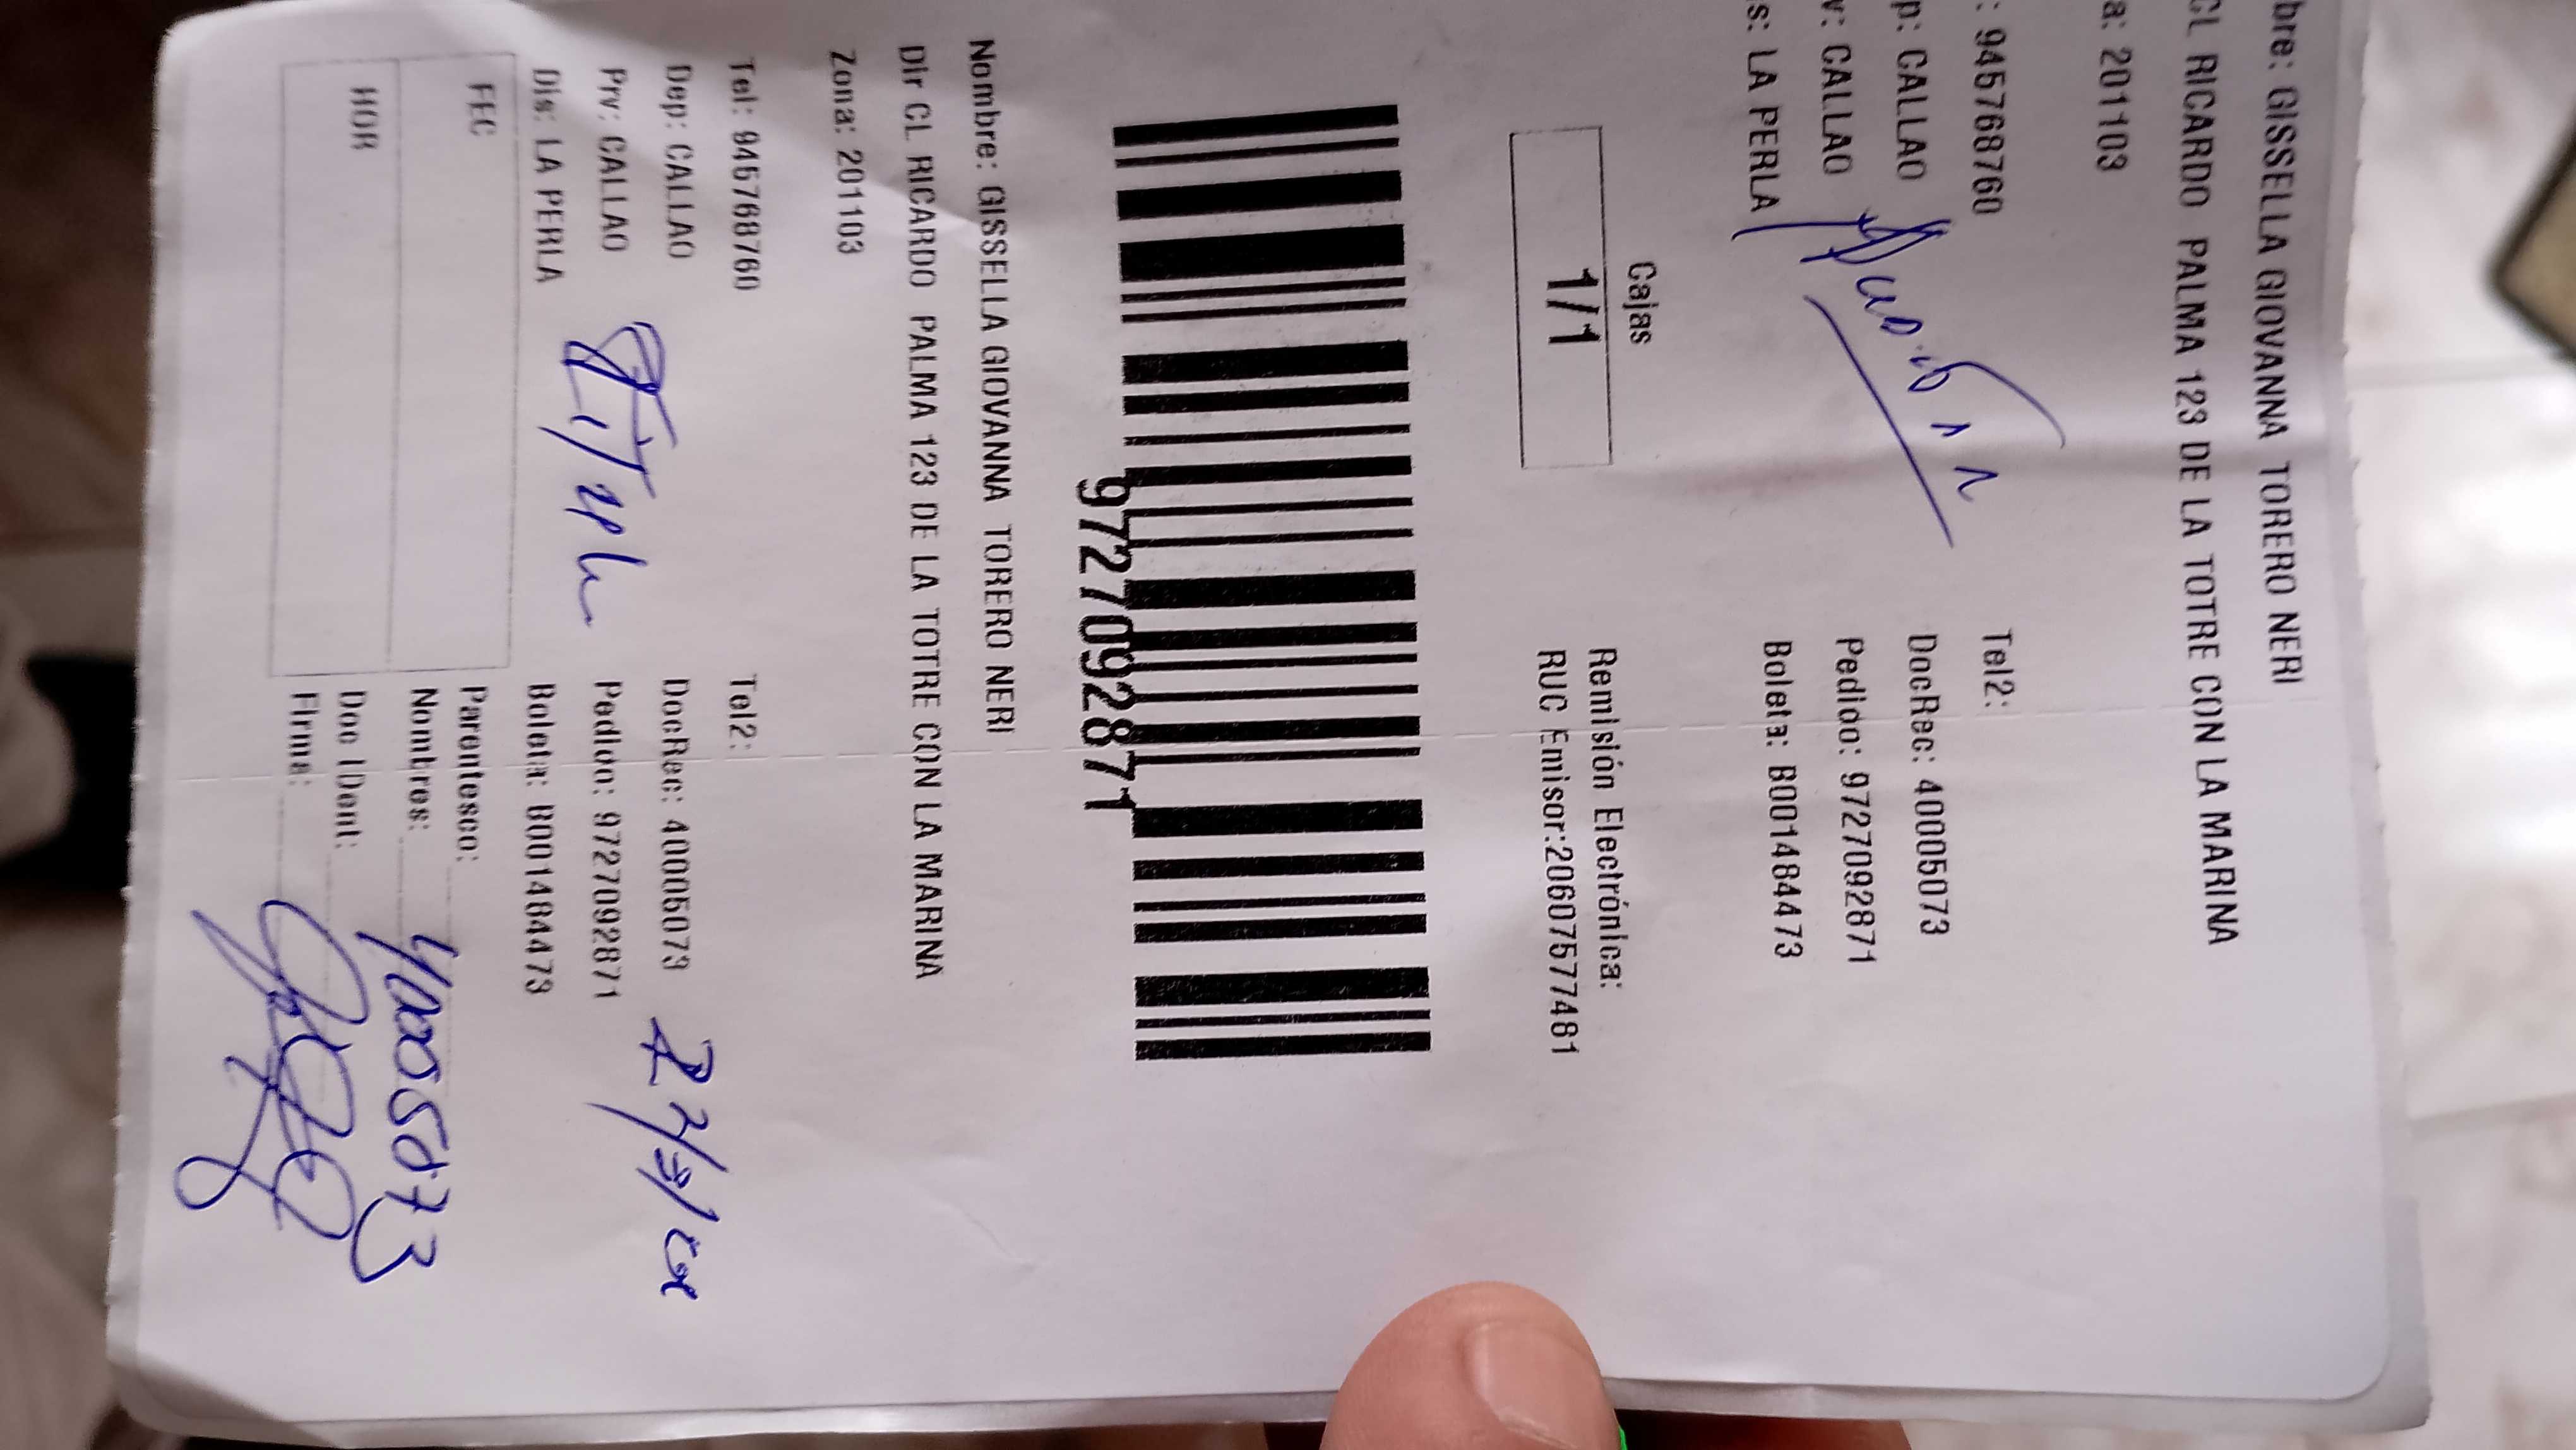 bre: GISSELLA GIOVANNA TORERO NERI
CL RICARDO PALMA 123 DE LA TOTRE CON LA MARINA
a: 201103
: 945768760 Tel2:
p: CALLAO DocRec: 40005073
v: CALLAO Pedido: 9727092871
s: LA PERLA Boleta: B001484473
Cajas
1/1
Remisión Electrónica:
RUC Emisor:20607577481
9727092871
Nombre: GISSELLA GIOVANNA TORERO NERI
Dir CL RICARDO PALMA 123 DE LA TOTRE CON LA MARINA
Zona: 201103
Tel: 945768760 Tel2:
Dep: CALLAO DocRec: 40005073
Prv: CALLAO Pedido: 9727092871
Dis: LA PERLA Boleta: B001484473
FEC
HOR
Parentesco:
Nombres:
Doc IDent: 40005073
Firma: